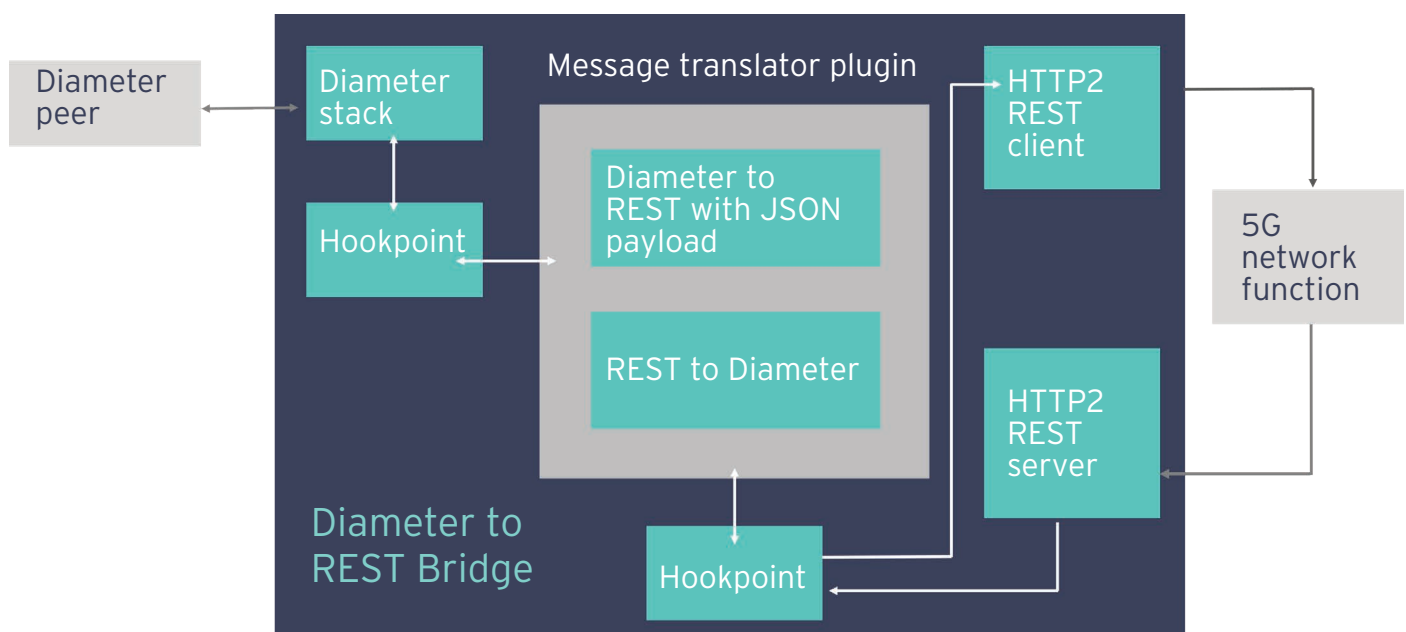 Diameter
peer
Diameter
stack
Hookpoint
Message translator plugin
Diameter to
REST with JSON
payload
REST to Diameter
HTTP2
REST
client
5G
network
function
HTTP2
REST
server
Hookpoint
Diameter to
REST Bridge